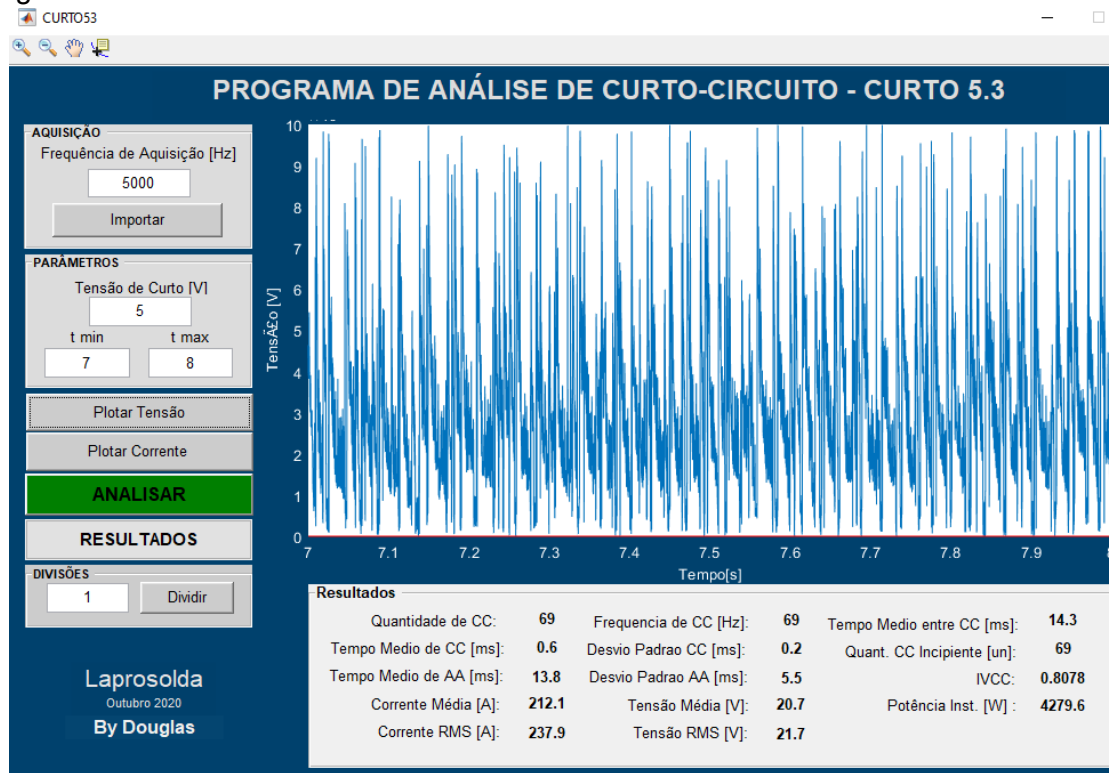 CURTO53
PROGRAMA DE ANÁLISE DE CURTO-CIRCUITO - CURTO 5.3
AQUISIÇÃO
Frequência de Aquisição [Hz]
5000
Importar
PARÂMETROS
Tensão de Curto [V]
5
t min t max
7 8
Plotar Tensão
Plotar Corrente
ANALISAR
RESULTADOS
DIVISÕES
1 Dividir
Laprosolda
Outubro 2020
By Douglas
10
9
8
7
6
5
4
3
2
1
0
TensÃ£o [V]
7 7.1 7.2 7.3 7.4 7.5 7.6 7.7 7.8 7.9
Tempo[s]
Resultados
Quantidade de CC: 69 Frequencia de CC [Hz]: 69 Tempo Medio entre CC [ms]: 14.3
Tempo Medio de CC [ms]: 0.6 Desvio Padrao CC [ms]: 0.2 Quant. CC Incipiente [un]: 69
Tempo Medio de AA [ms]: 13.8 Desvio Padrao AA [ms]: 5.5 IVCC: 0.8078
Corrente Média [A]: 212.1 Tensão Média [V]: 20.7 Potência Inst. [W] : 4279.6
Corrente RMS [A]: 237.9 Tensão RMS [V]: 21.7